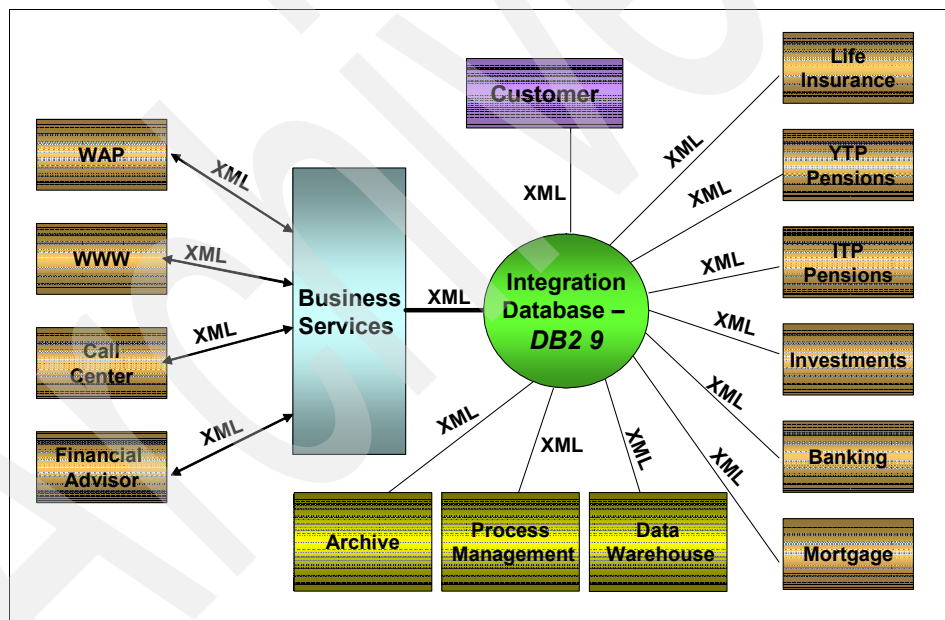 Customer
XML
Life
Insurance
XML
YTP
Pensions
XML
ITP
Pensions
XML
Investments
XML
Banking
XML
Mortgage
XML
WAP
XML
WWW
XML
Call
Center
XML
Financial
Advisor
XML
Business
Services
XML
Integration
Database –
DB2 9
XML
XML
XML
Archive
Process
Management
Data
Warehouse
Archive